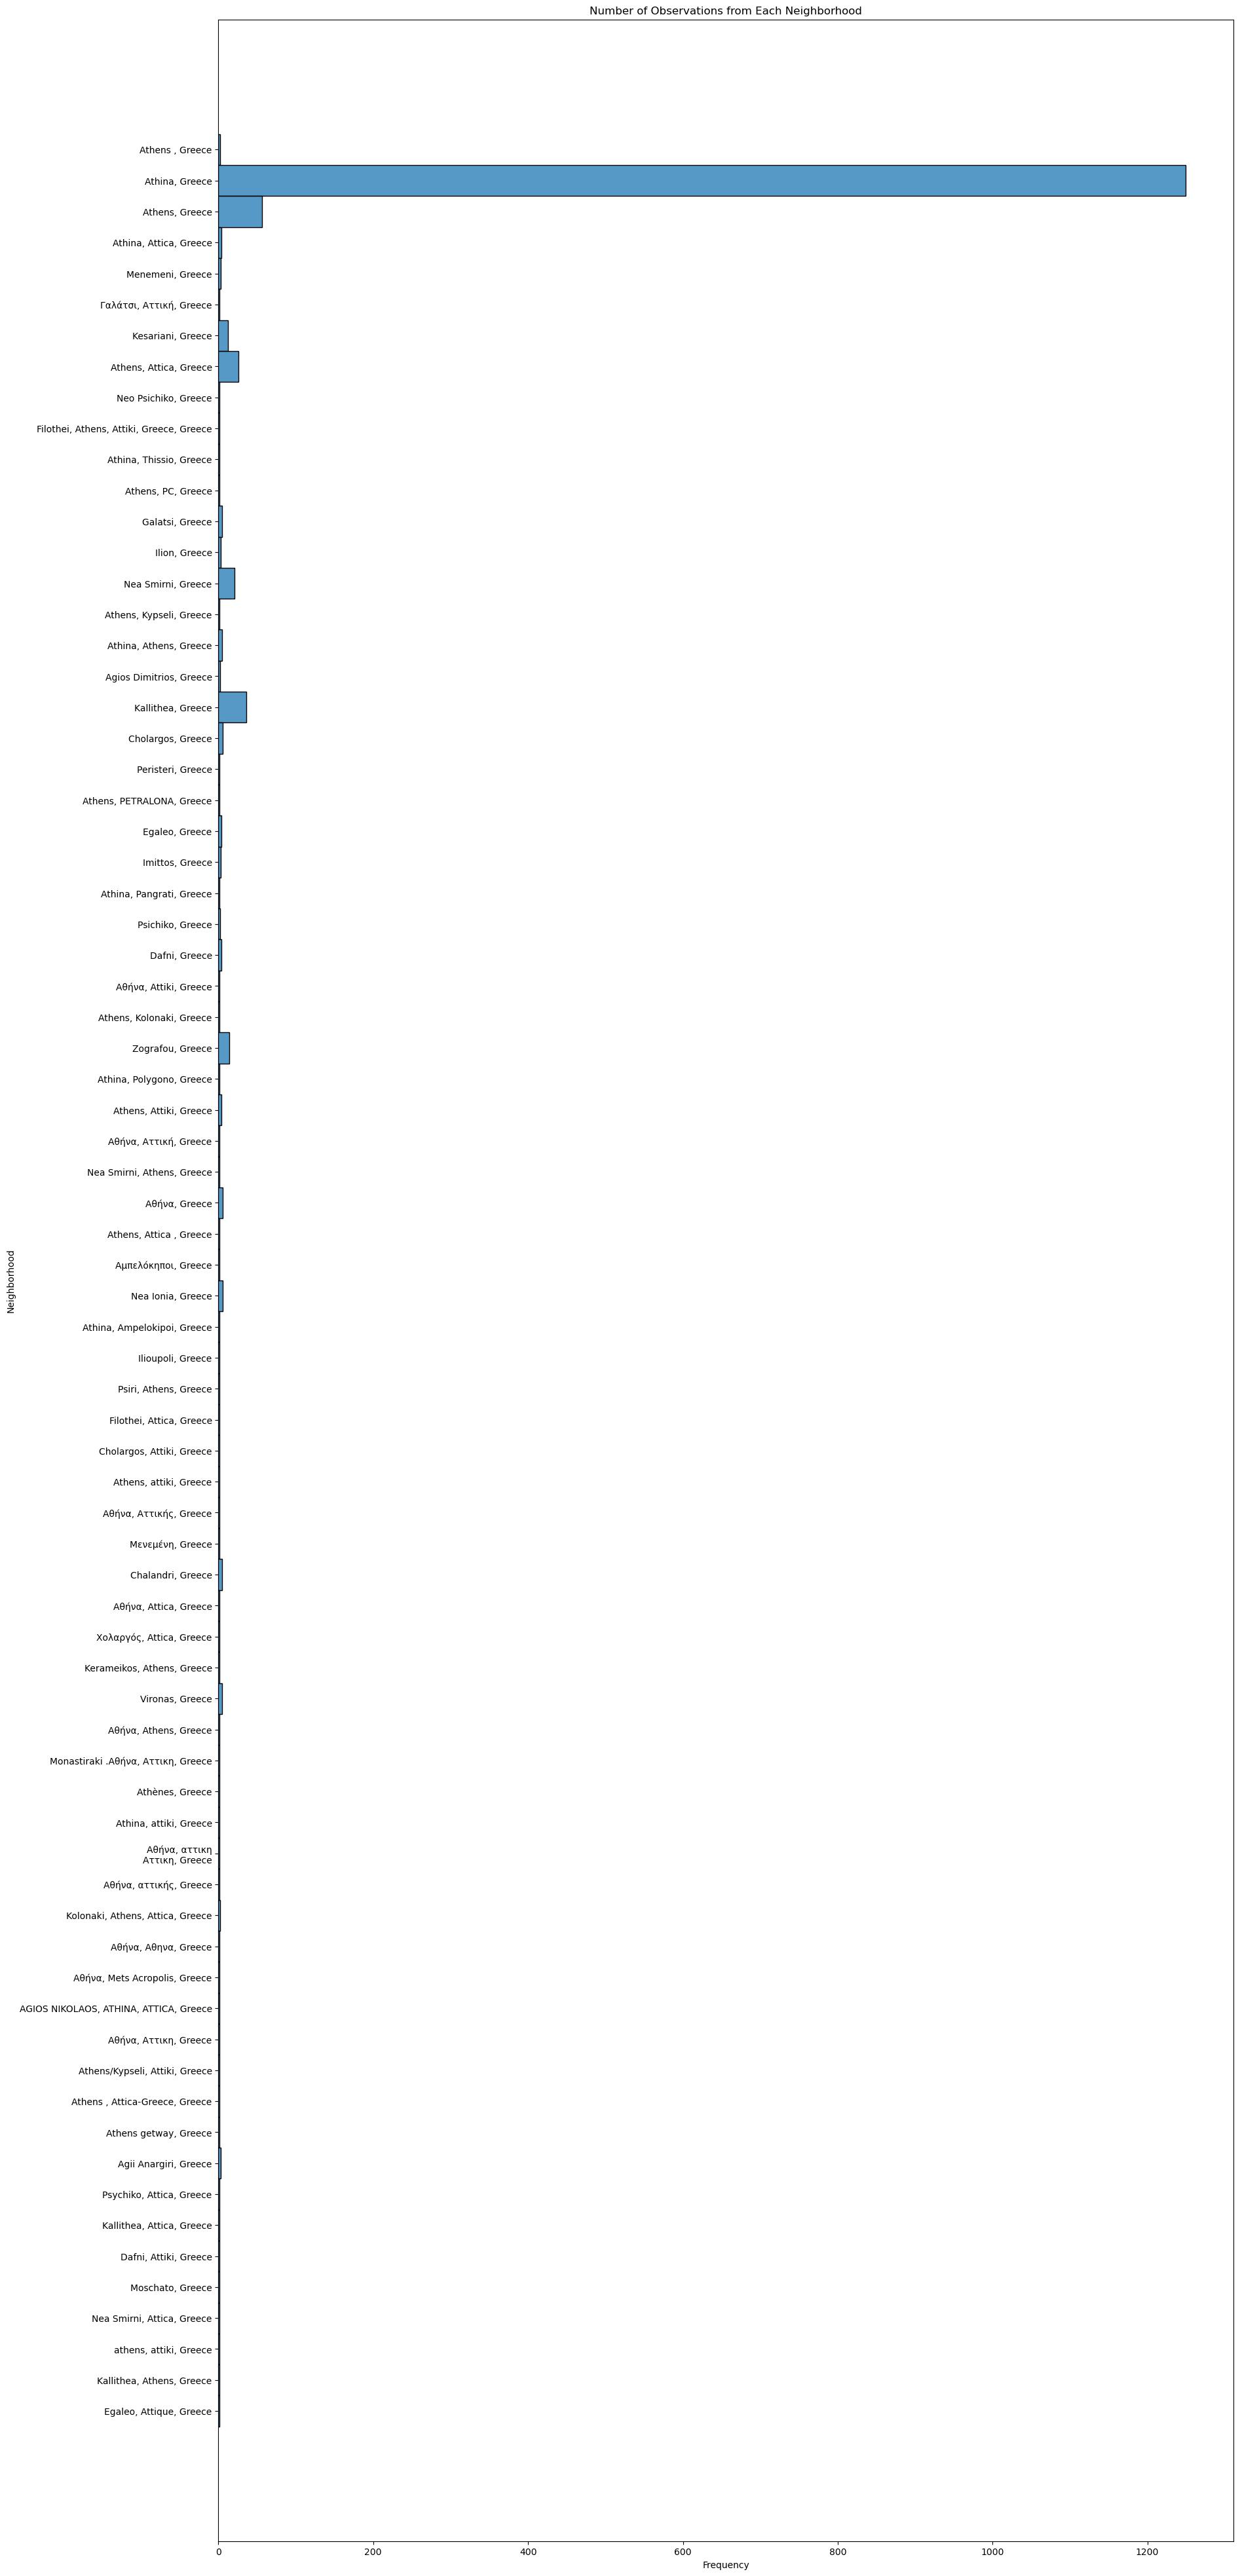 Number of Observations from Each Neighborhood
Athens , Greece
Athina, Greece
Athens, Greece
Athina, Attica, Greece
Menemeni, Greece
Γαλάτσι, Αττική, Greece
Kesariani, Greece
Athens, Attica, Greece
Neo Psichiko, Greece
Filothei, Athens, Attiki, Greece, Greece
Athina, Thissio, Greece
Athens, PC, Greece
Galatsi, Greece
Ilion, Greece
Nea Smirni, Greece
Athens, Kypseli, Greece
Athina, Athens, Greece
Agios Dimitrios, Greece
Kallithea, Greece
Cholargos, Greece
Peristeri, Greece
Athens, PETRALONA, Greece
Egaleo, Greece
Imittos, Greece
Athina, Pangrati, Greece
Psichiko, Greece
Dafni, Greece
Αθήνα, Attiki, Greece
Athens, Kolonaki, Greece
Zografou, Greece
Athina, Polygono, Greece
Athens, Attiki, Greece
Αθήνα, Αττική, Greece
Nea Smirni, Athens, Greece
Αθήνα, Greece
Athens, Attica , Greece
Αμπελόκηποι, Greece
Nea Ionia, Greece
Athina, Ampelokipoi, Greece
Ilioupoli, Greece
Psiri, Athens, Greece
Filothei, Attica, Greece
Cholargos, Attiki, Greece
Athens, attiki, Greece
Αθήνα, Αττικής, Greece
Μενεμένη, Greece
Chalandri, Greece
Αθήνα, Attica, Greece
Χολαργός, Attica, Greece
Kerameikos, Athens, Greece
Vironas, Greece
Αθήνα, Athens, Greece
Monastiraki .Αθήνα, Αττικη, Greece
Athènes, Greece
Athina, attiki, Greece
Αθήνα, αττικη
Αττικη, Greece
Αθήνα, αττικής, Greece
Kolonaki, Athens, Attica, Greece
Αθήνα, Αθηνα, Greece
Αθήνα, Mets Acropolis, Greece
AGIOS NIKOLAOS, ATHINA, ATTICA, Greece
Αθήνα, Αττικη, Greece
Athens/Kypseli, Attiki, Greece
Athens , Attica-Greece, Greece
Athens getway, Greece
Agii Anargiri, Greece
Psychiko, Attica, Greece
Kallithea, Attica, Greece
Dafni, Attiki, Greece
Moschato, Greece
Nea Smirni, Attica, Greece
athens, attiki, Greece
Kallithea, Athens, Greece
Egaleo, Attique, Greece
Neighborhood
0 200 400 600 800 1000 1200
Frequency